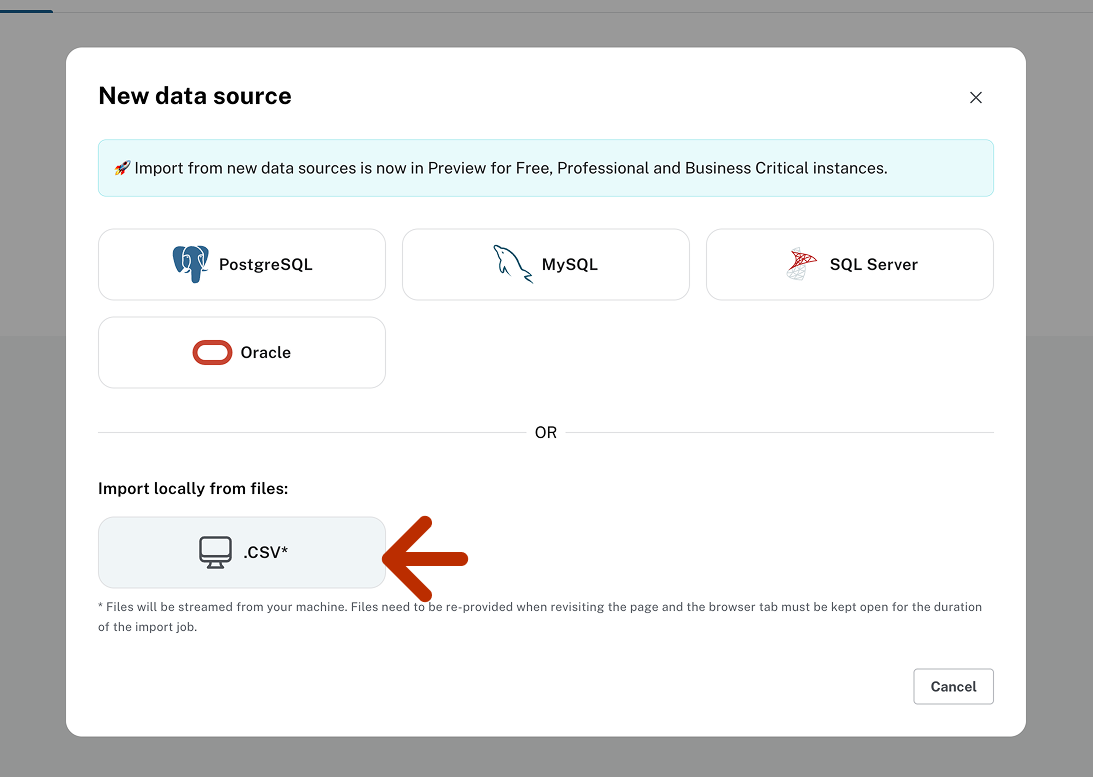 New data source
🚀 Import from new data sources is now in Preview for Free, Professional and Business Critical instances.
PostgreSQL
MySQL
SQL Server
Oracle
OR
Import locally from files:
.CSV*
* Files will be streamed from your machine. Files need to be re-provided when revisiting the page and the browser tab must be kept open for the duration
of the import job.
Cancel